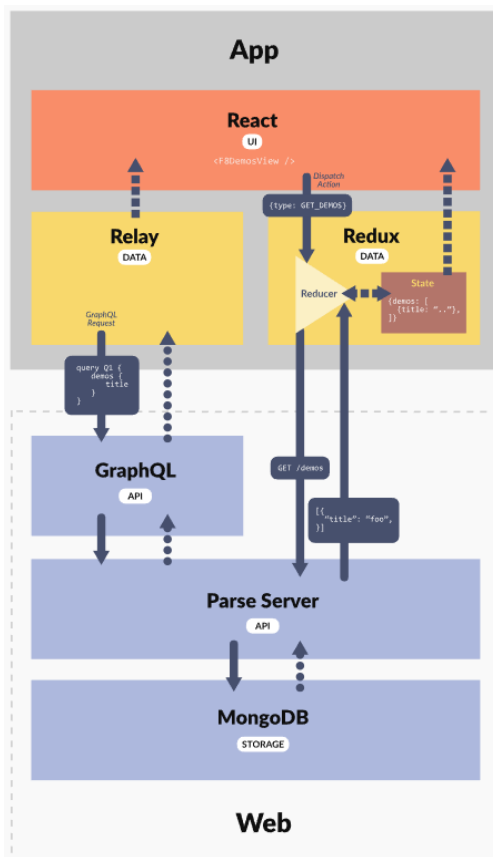 App
React
UI
<F8DemosView />
Dispatch
Action
{type: GET_DEMOS}
Relay
DATA
Redux
DATA
Reducer
State
{demos: [
{title: ".."},
]}
GraphQL
Request
query Q1 {
demos {
title
}
}
GraphQL
API
GET /demos
[{
"title": "foo",
}]
Parse Server
API
MongoDB
STORAGE
Web